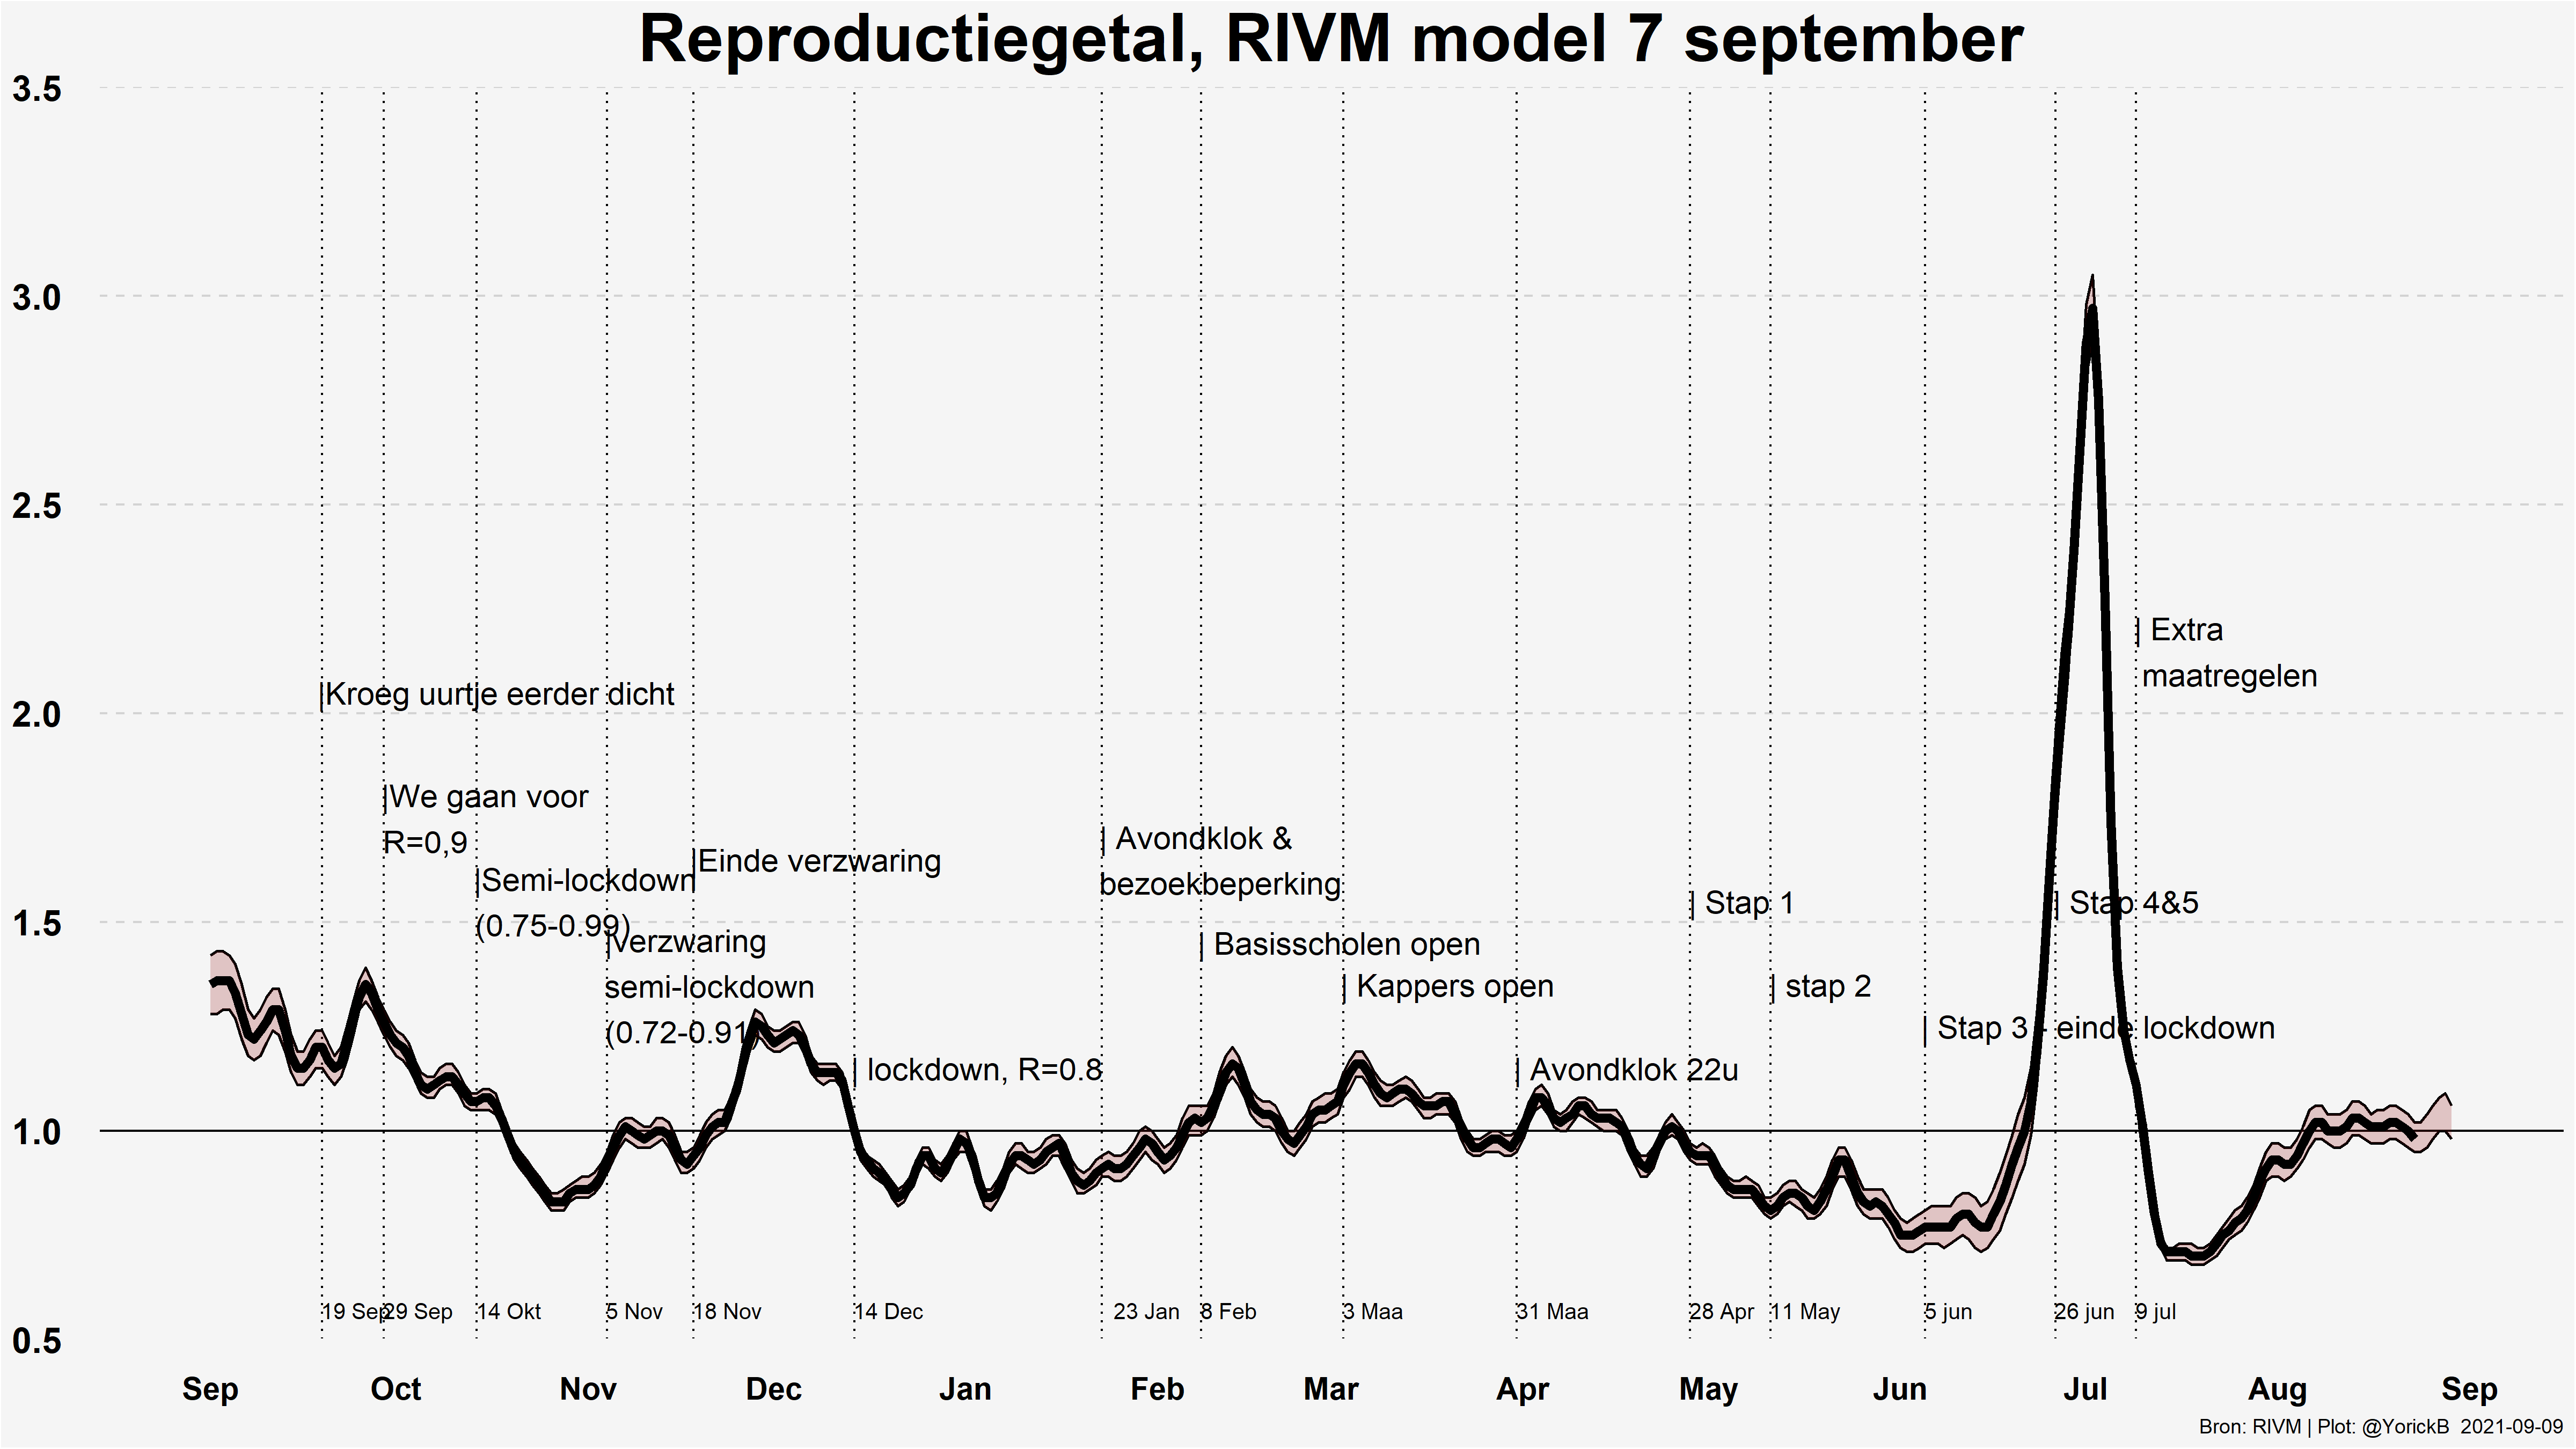 Reproductiegetal, RIVM model 7 september
3.5
3.0
2.5
2.0
1.5
1.0
0.5
| Extra
maatregelen
|Kroeg uurtje eerder dicht
|We gaan voor
R=0,9
|Semi-lockdown
(0.75-0.99)
|Einde verzwaring
|verzwaring
semi-lockdown
(0.72-0.91)
| Avondklok &
bezoekbeperking
| Basisscholen open
| Kappers open
| Stap 1
| stap 2
| Stap 4&5
| Stap 3 - einde lockdown
| lockdown, R=0.8
| Avondklok 22u
19 Sep
29 Sep
14 Okt
5 Nov
18 Nov
14 Dec
23 Jan
8 Feb
3 Maa
31 Maa
28 Apr
11 May
5 jun
26 jun
9 jul
Sep
Oct
Nov
Dec
Jan
Feb
Mar
Apr
May
Jun
Jul
Aug
Sep
Bron: RIVM | Plot: @YorickB 2021-09-09